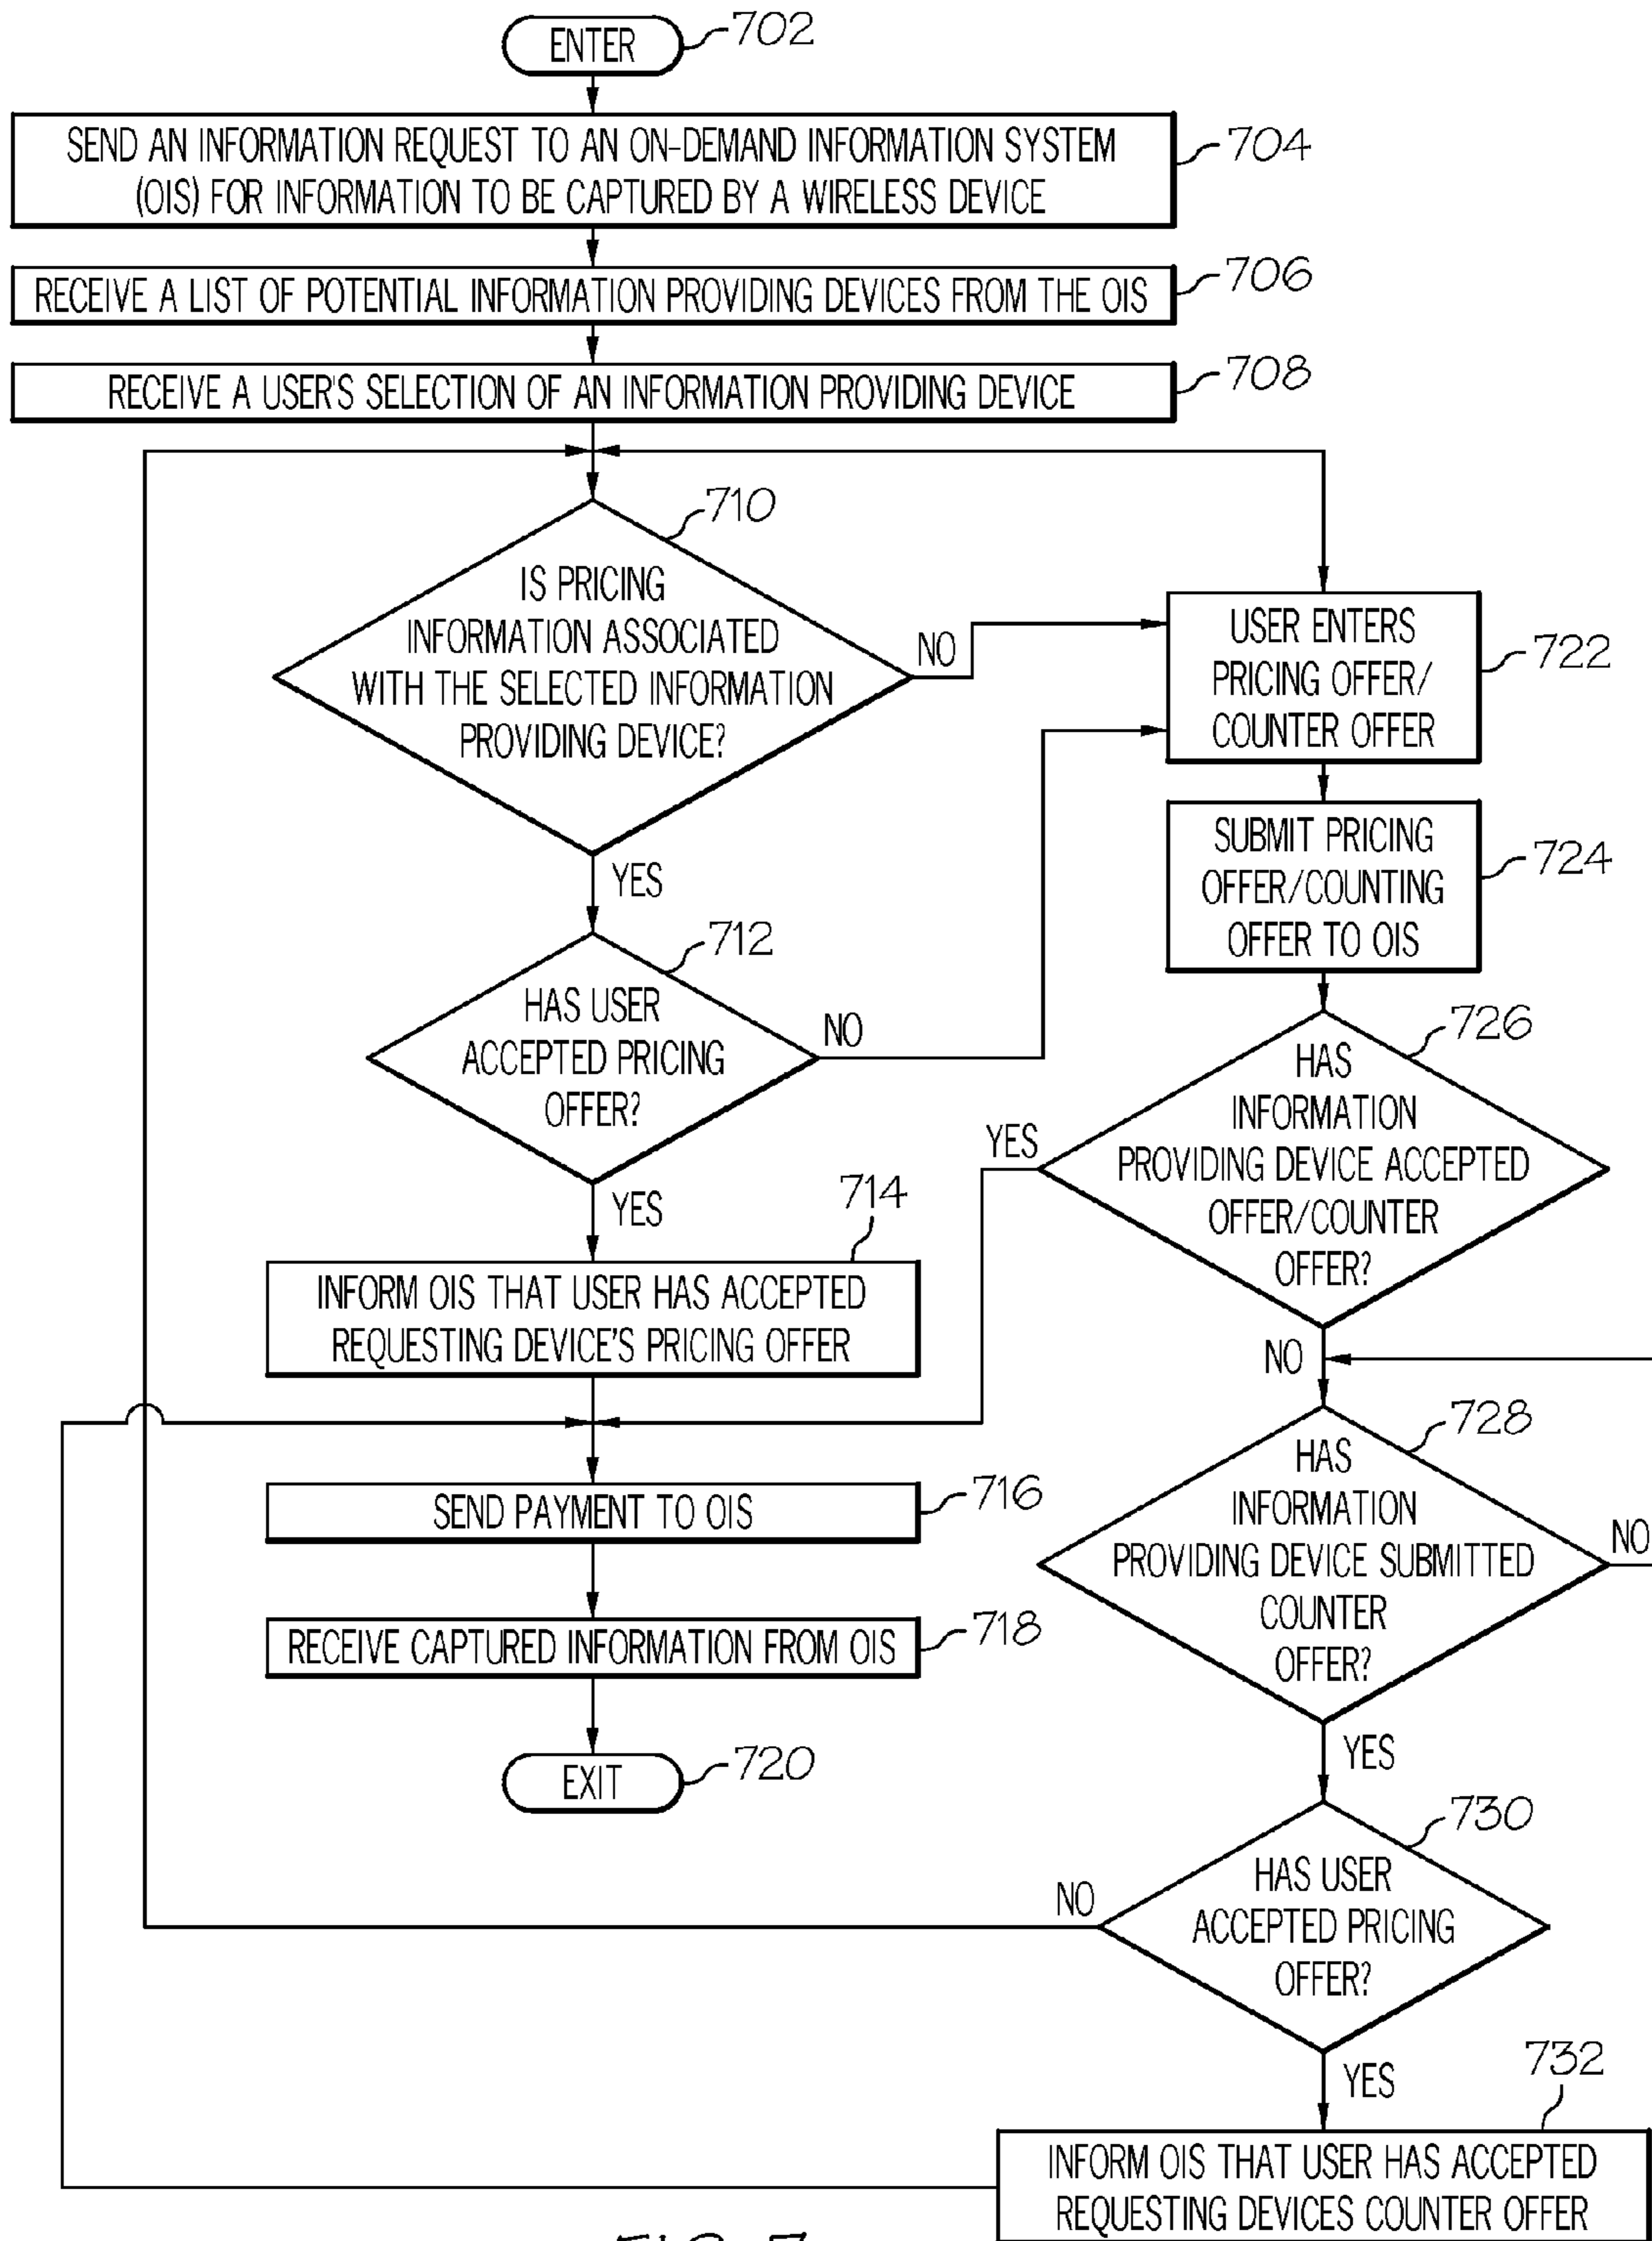 ENTER
702
SEND AN INFORMATION REQUEST TO AN ON-DEMAND INFORMATION SYSTEM
(OIS) FOR INFORMATION TO BE CAPTURED BY A WIRELESS DEVICE
704
RECEIVE A LIST OF POTENTIAL INFORMATION PROVIDING DEVICES FROM THE OIS
706
RECEIVE A USER'S SELECTION OF AN INFORMATION PROVIDING DEVICE
708
710
IS PRICING
INFORMATION ASSOCIATED
WITH THE SELECTED INFORMATION
PROVIDING DEVICE?
NO
YES
712
HAS USER
ACCEPTED PRICING
OFFER?
NO
YES
714
INFORM OIS THAT USER HAS ACCEPTED
REQUESTING DEVICE'S PRICING OFFER
SEND PAYMENT TO OIS
716
RECEIVE CAPTURED INFORMATION FROM OIS
718
EXIT
720
USER ENTERS
PRICING OFFER/
COUNTER OFFER
722
SUBMIT PRICING
OFFER/COUNTING
OFFER TO OIS
724
726
HAS
INFORMATION
PROVIDING DEVICE ACCEPTED
OFFER/COUNTER
OFFER?
YES
NO
728
HAS
INFORMATION
PROVIDING DEVICE SUBMITTED
COUNTER
OFFER?
NO
YES
730
HAS USER
ACCEPTED PRICING
OFFER?
NO
YES
732
INFORM OIS THAT USER HAS ACCEPTED
REQUESTING DEVICES COUNTER OFFER